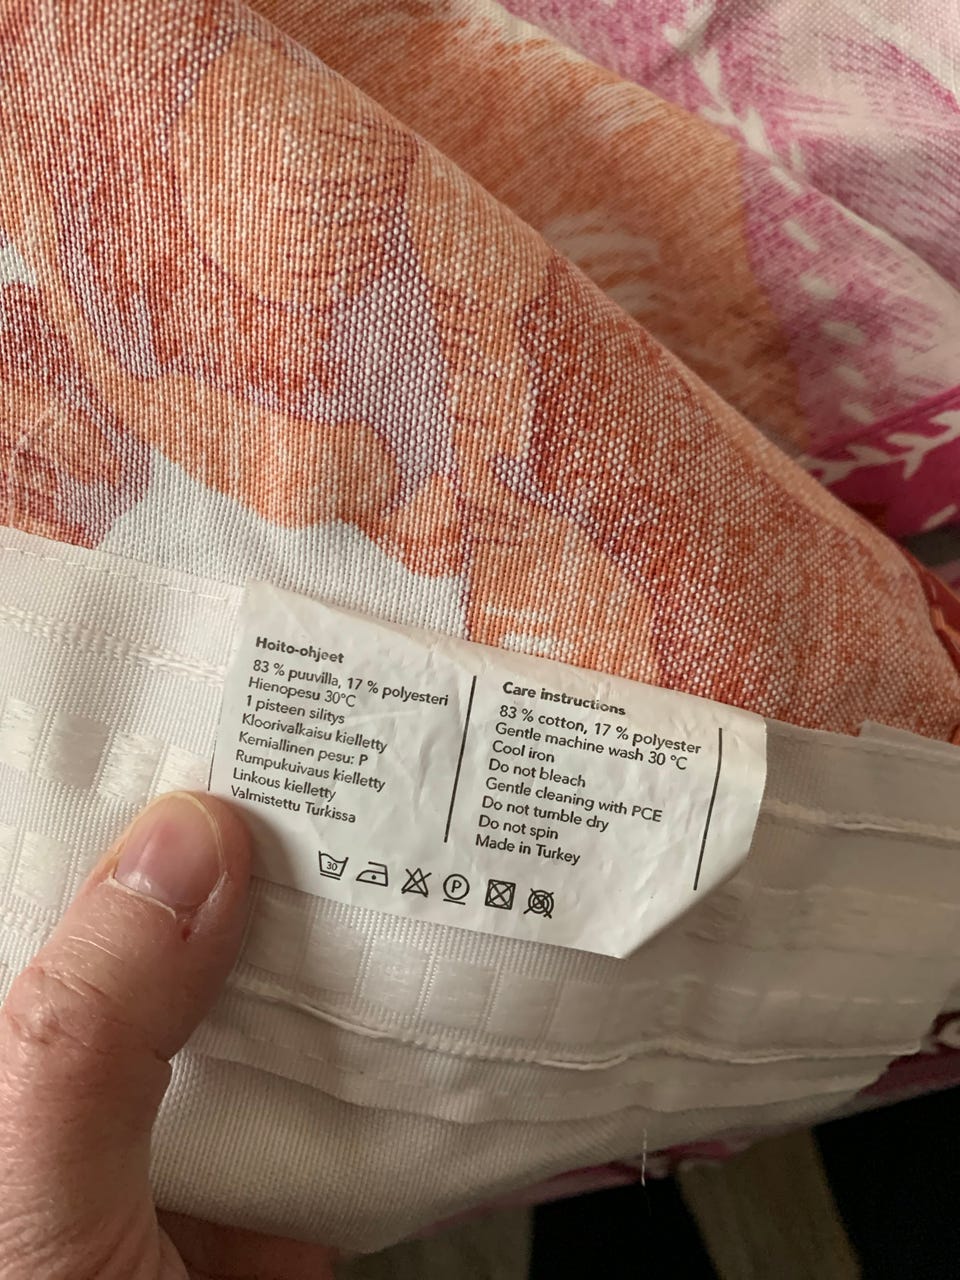 Hoito-ohjeet
83 % puuvilla, 17 % polyesteri
Hienopesu 30°C
1 pisteen silitys
Kloorivalkaisu kielletty
Kemiallinen pesu: P
Rumpukuivaus kielletty
Linkous kielletty
Valmistettu Turkissa
Care instructions
83 % cotton, 17 % polyester
Gentle machine wash 30 °C
Cool iron
Do not bleach
Gentle cleaning with PCE
Do not tumble dry
Do not spin
Made in Turkey
30 P